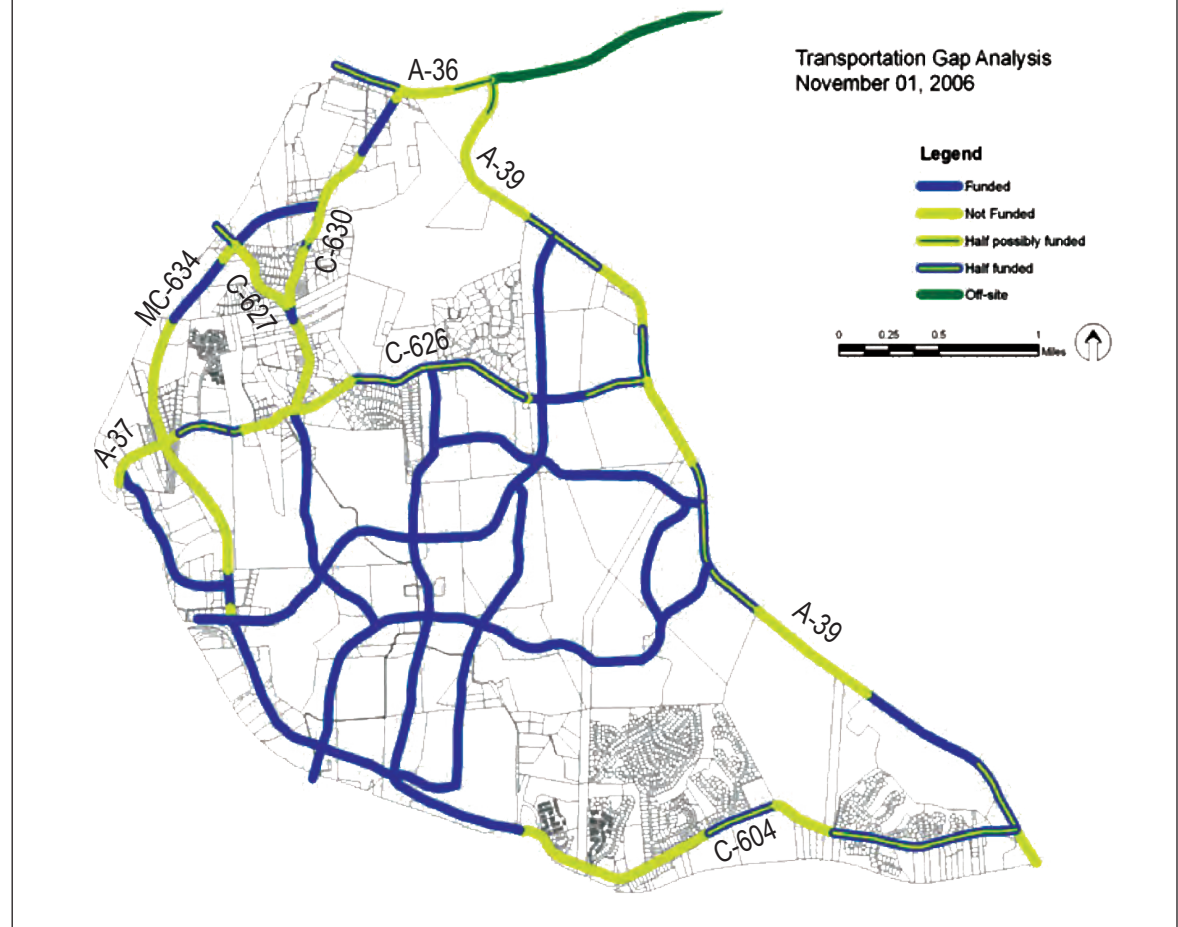 Transportation Gap Analysis
November 01, 2006
Legend
Funded
Not Funded
Half possibly funded
Half funded
Off-site
0 0.25 0.5 1
Miles
A-36
A-39
C-630
MC-634
C-627
C-626
A-37
A-39
C-604